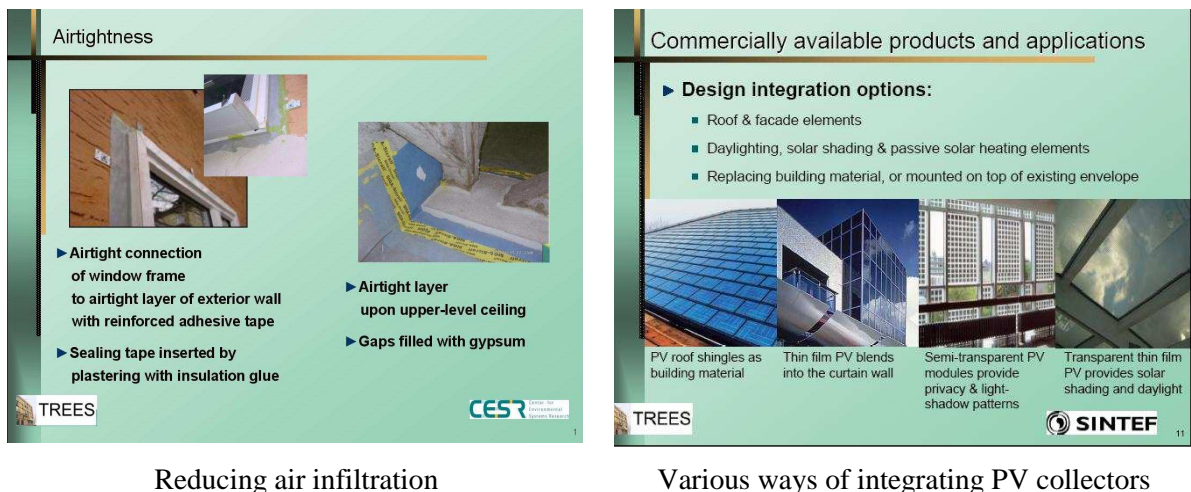 Airtightness
►Airtight connection
of window frame
to airtight layer of exterior wall
with reinforced adhesive tape
►Sealing tape inserted by
plastering with insulation glue
►Airtight layer
upon upper-level ceiling
►Gaps filled with gypsum
TREES
CESR Center for
Environmental
Systems Research
1
Commercially available products and applications
► Design integration options:
▪ Roof & facade elements
▪ Daylighting, solar shading & passive solar heating elements
▪ Replacing building material, or mounted on top of existing envelope
PV roof shingles as
building material
Thin film PV blends
into the curtain wall
Semi-transparent PV
modules provide
privacy & light-
shadow patterns
Transparent thin film
PV provides solar
shading and daylight
TREES
SINTEF
11
Reducing air infiltration
Various ways of integrating PV collectors